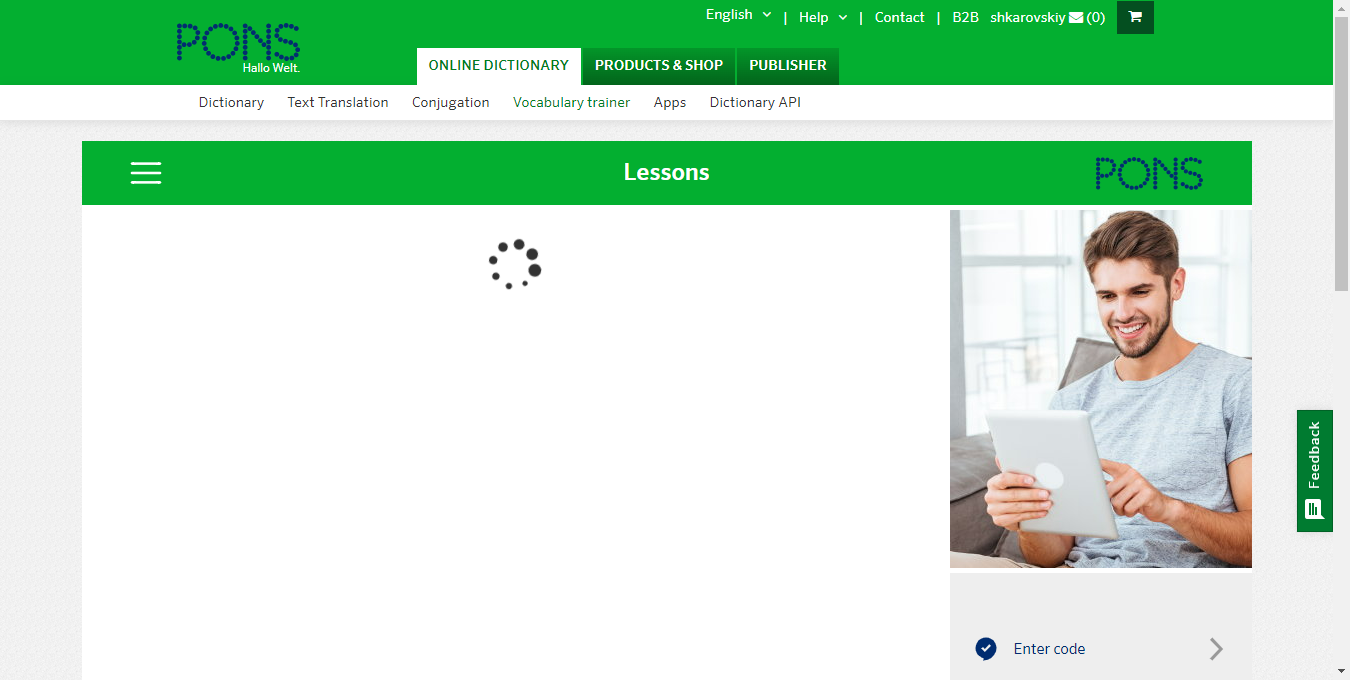 English | Help | Contact | B2B shkarovskiy (0)
PONS
Hallo Welt.
ONLINE DICTIONARY PRODUCTS & SHOP PUBLISHER
Dictionary Text Translation Conjugation Vocabulary trainer Apps Dictionary API
Lessons
PONS
Feedback
Enter code